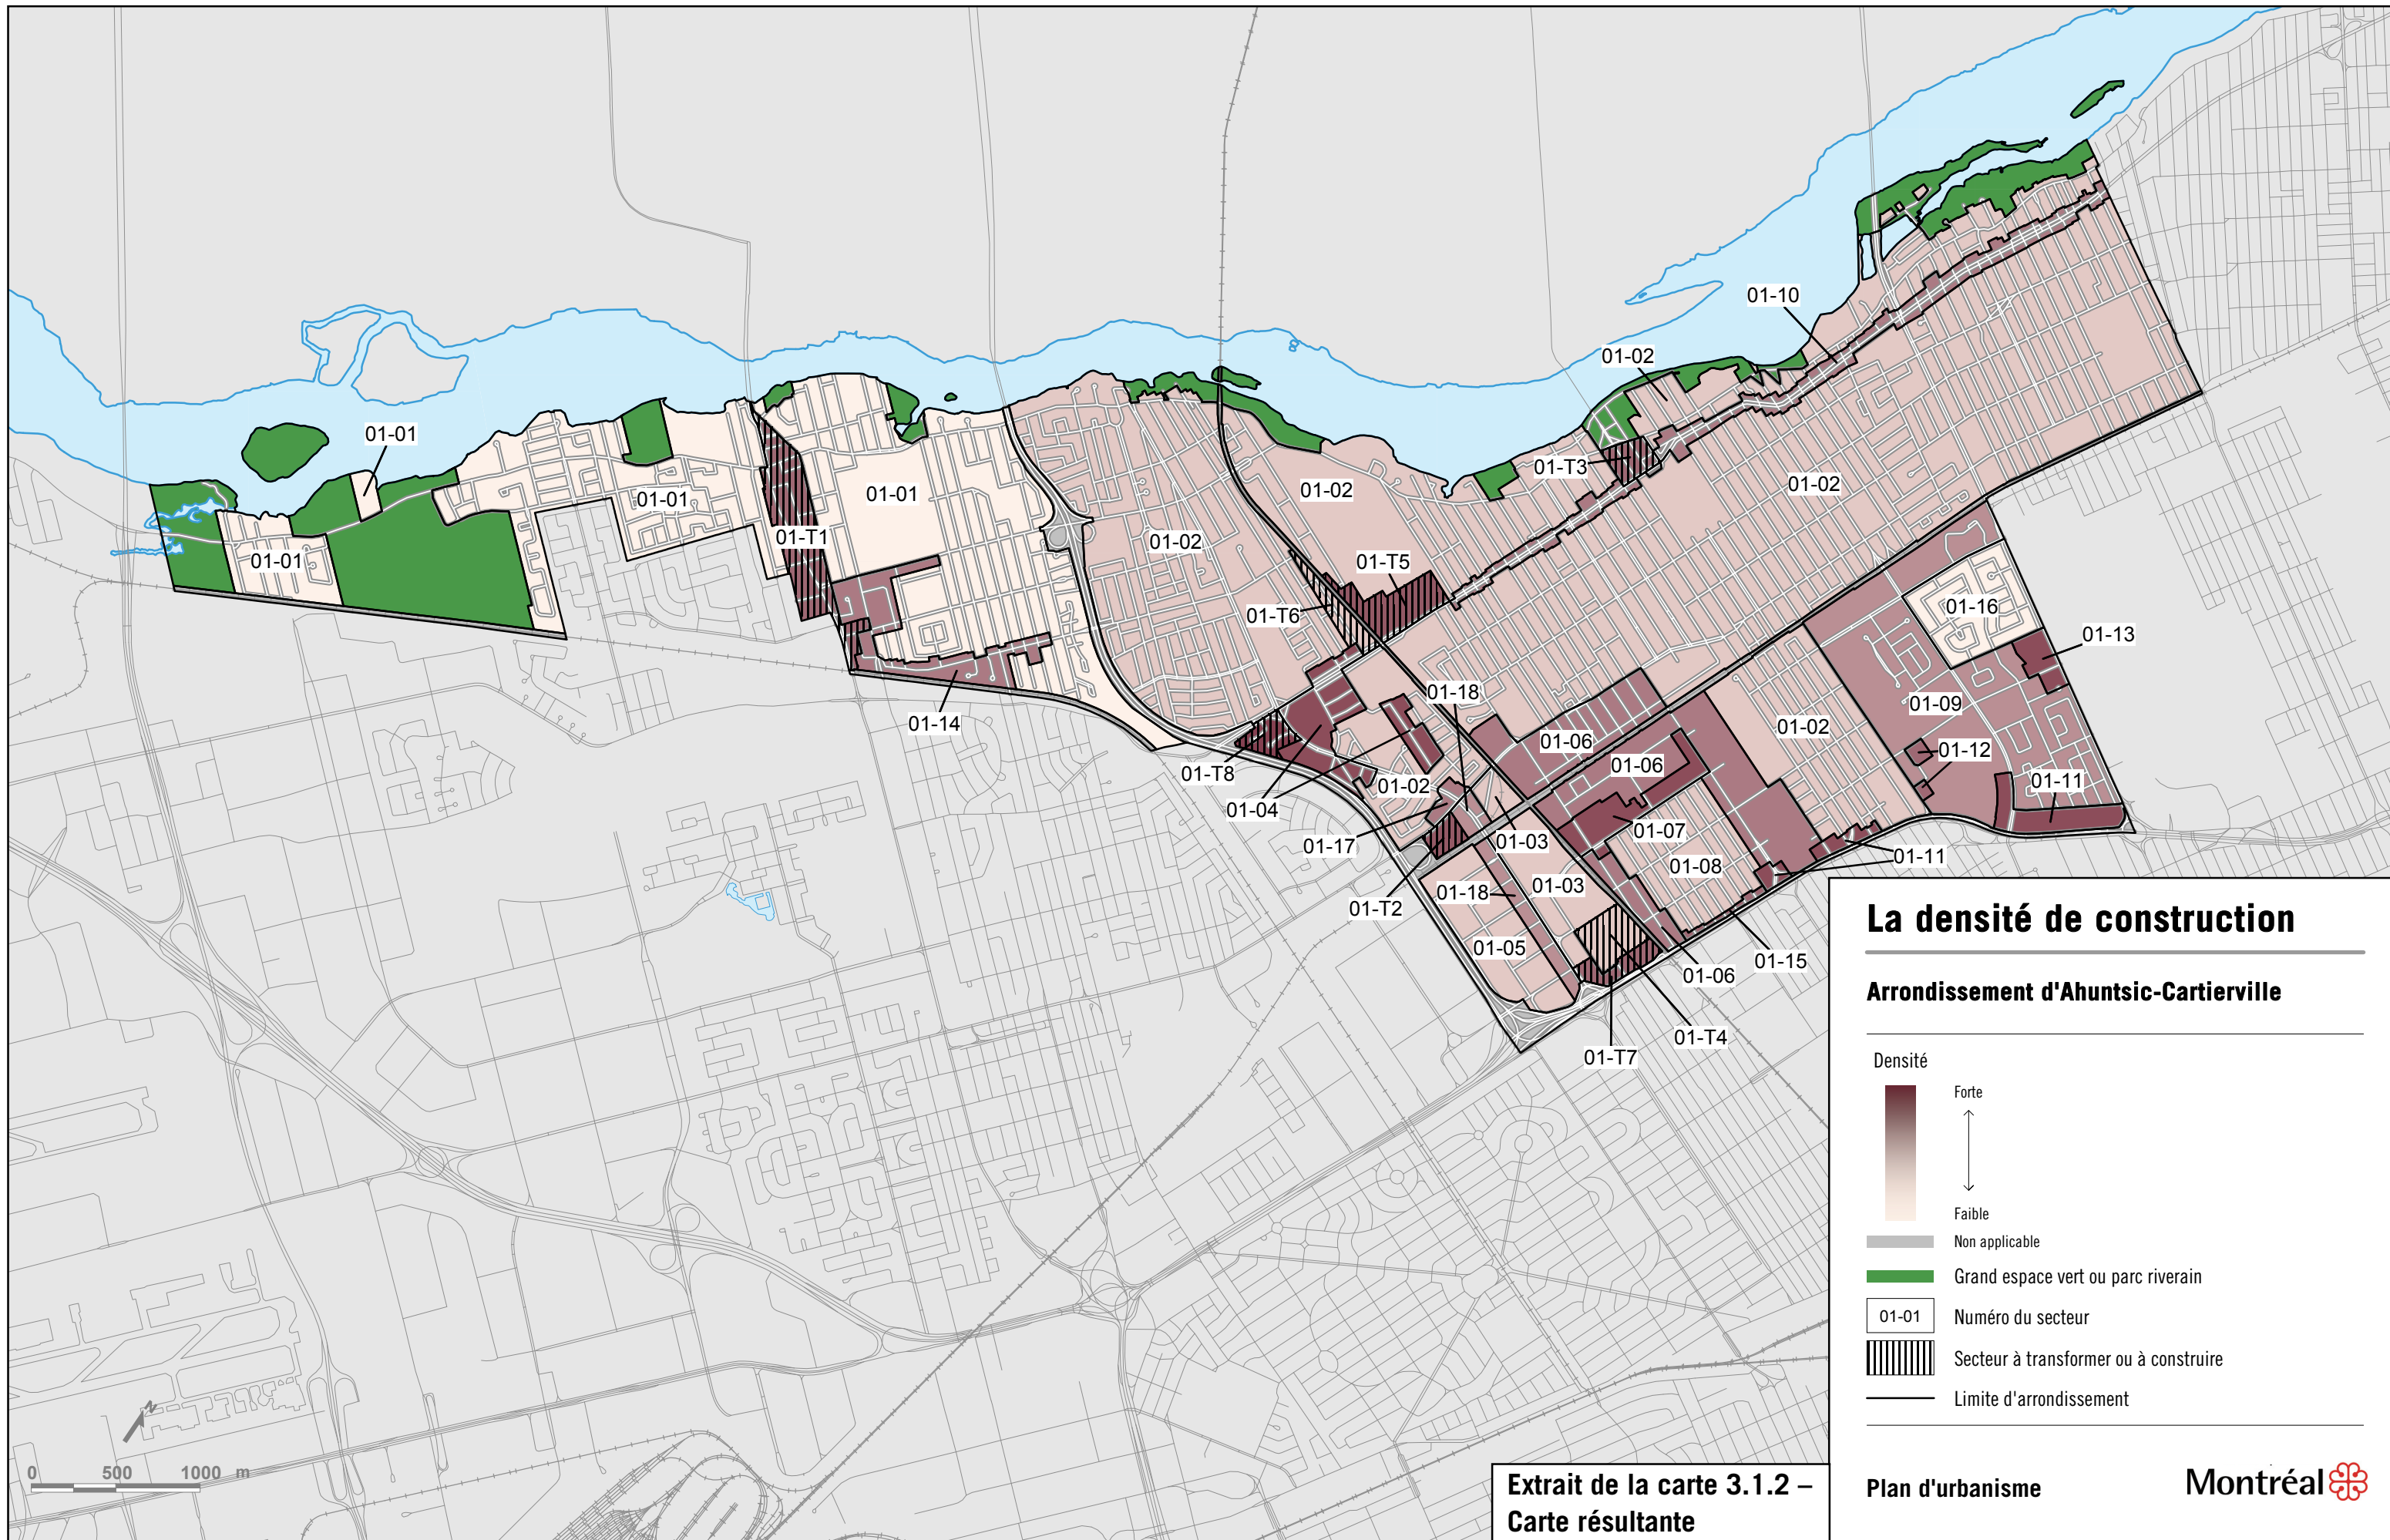 01-10
01-02
01-01
01-T3
01-02
01-02
01-01
01-01
01-T1
01-02
01-01
01-T5
01-T6
01-16
01-13
01-18
01-09
01-14
01-02
01-06
01-12
01-06
01-T8
01-02
01-11
01-04
01-07
01-03
01-17
01-11
01-08
01-03
01-18
01-T2
01-05
01-15
01-06
01-T4
01-T7
La densité de construction
Arrondissement d'Ahuntsic-Cartierville
Densité
Forte
Faible
Non applicable
Grand espace vert ou parc riverain
01-01 Numéro du secteur
Secteur à transformer ou à construire
Limite d'arrondissement
Plan d'urbanisme
Montréal
N
0 500 1000 m
Extrait de la carte 3.1.2 –
Carte résultante